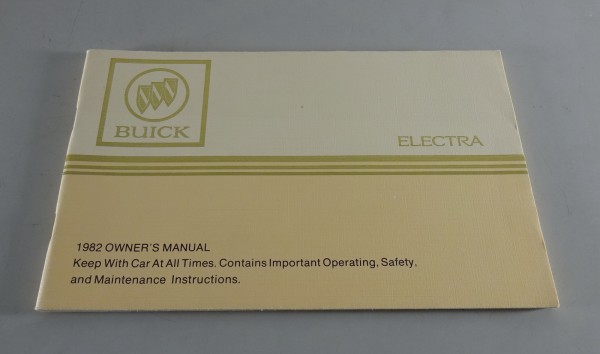 BUICK
ELECTRA
1982 OWNER'S MANUAL
Keep With Car At All Times. Contains Important Operating, Safety,
and Maintenance Instructions.